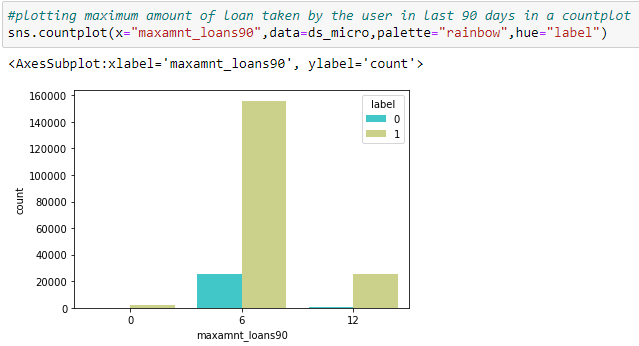 #plotting maximum amount of loan taken by the user in last 90 days in a countplot
sns.countplot(x="maxamnt_loans90",data=ds_micro,palette="rainbow",hue="label")
<AxesSubplot:xlabel='maxamnt_loans90', ylabel='count'>
label
0
1
160000
140000
120000
100000
80000
60000
40000
20000
0
count
0 6 12
maxamnt_loans90